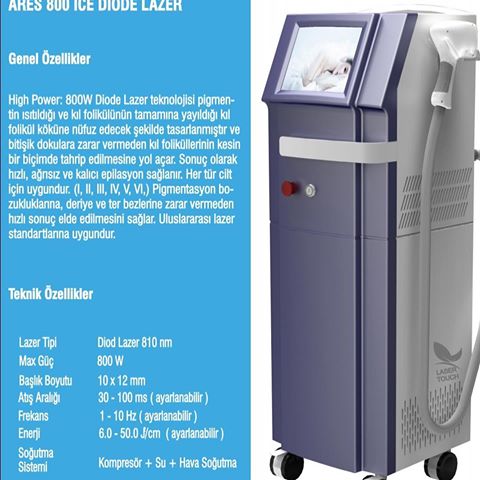 ARES 800 ICE DIODE LAZER
Genel Özellikler
High Power: 800W Diode Lazer teknolojisi pigmen-
tin ısıtıldığı ve kıl folikülünün tamamına yayıldığı kıl
folikül köküne nüfuz edecek şekilde tasarlanmıştır ve
bitişik dokulara zarar vermeden kıl foliküllerinin kesin
bir biçimde tahrip edilmesine yol açar. Sonuç olarak
hızlı, ağrısız ve kalıcı epilasyon sağlanır. Her tür cilt
için uygundur. (I, II, III, IV, V, VI,) Pigmentasyon bo-
zukluklarına, deriye ve ter bezlerine zarar vermeden
hızlı sonuç elde edilmesini sağlar. Uluslararası lazer
standartlarına uygundur.
Teknik Özellikler
Lazer Tipi Diod Lazer 810 nm
Max Güç 800 W
Başlık Boyutu 10 x 12 mm
Atış Aralığı 30 - 100 ms ( ayarlanabilir )
Frekans 1 - 10 Hz ( ayarlanabilir )
Enerji 6.0 - 50.0 J/cm ( ayarlanabilir )
Soğutma
Sistemi Kompresör + Su + Hava Soğutma
LASER
TOUCH